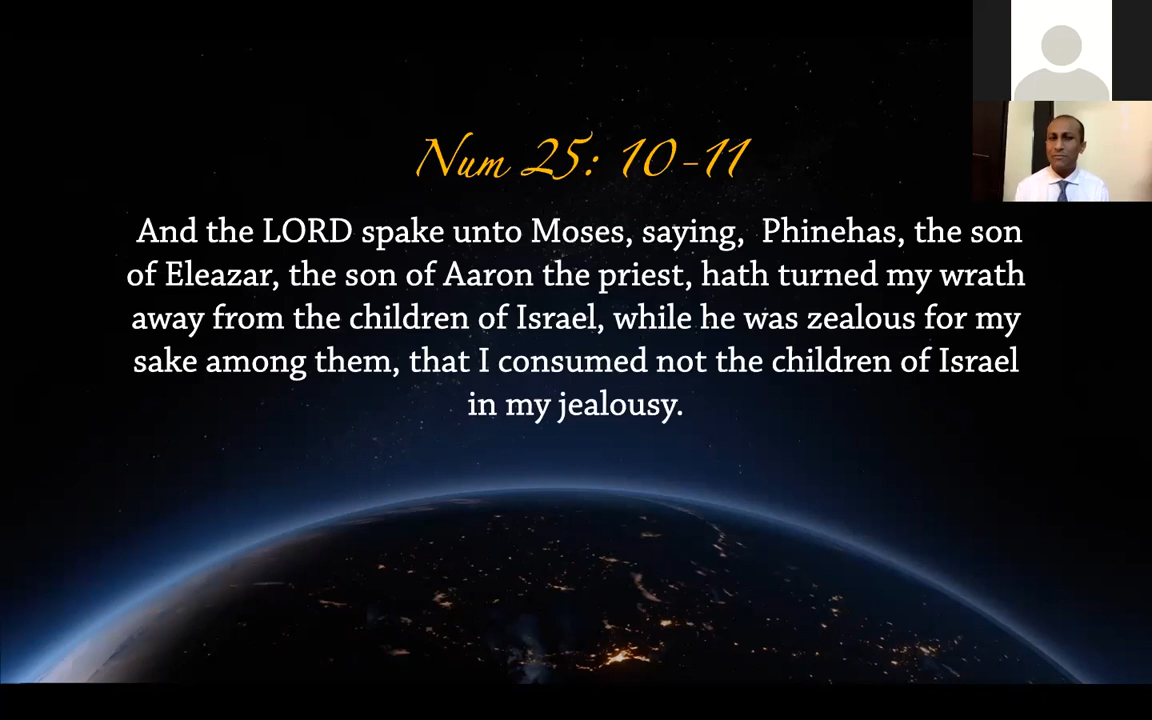 Num 25: 10-11
And the LORD spake unto Moses, saying, Phinehas, the son
of Eleazar, the son of Aaron the priest, hath turned my wrath
away from the children of Israel, while he was zealous for my
sake among them, that I consumed not the children of Israel
in my jealousy.